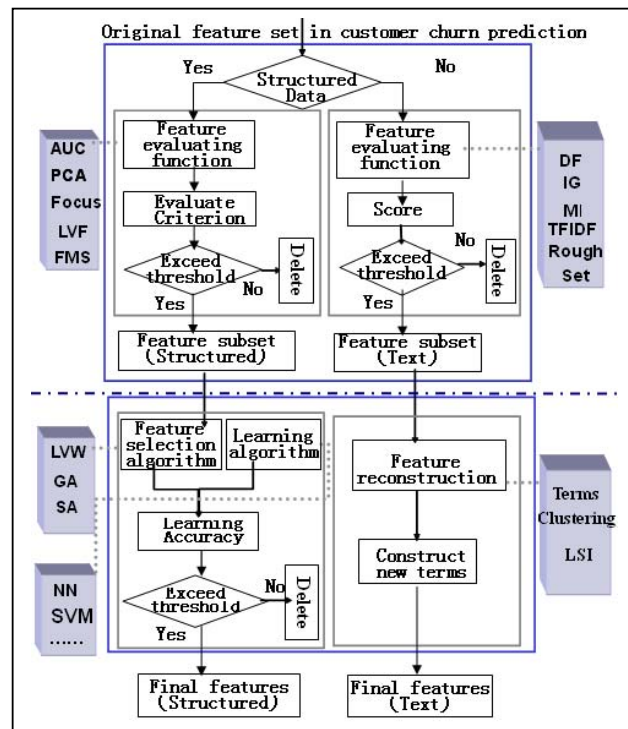 Original feature set in customer churn prediction
Yes
No
Structured
Data
Feature
evaluating
function
Evaluate
Criterion
Exceed
threshold
No
Delete
Yes
Feature subset
(Structured)
Feature
evaluating
function
Score
No
Exceed
threshold
Delete
Yes
Feature subset
(Text)
AUC
PCA
Focus
LVF
FMS
DF
IG
MI
TFIDF
Rough
Set
Feature
selection
algorithm
Learning
algorithm
Learning
Accuracy
Exceed
threshold
No
Delete
Yes
Final features
(Structured)
Feature
reconstruction
Construct
new terms
Final features
(Text)
LVW
GA
SA
NN
SVM
......
Terms
Clustering
LSI